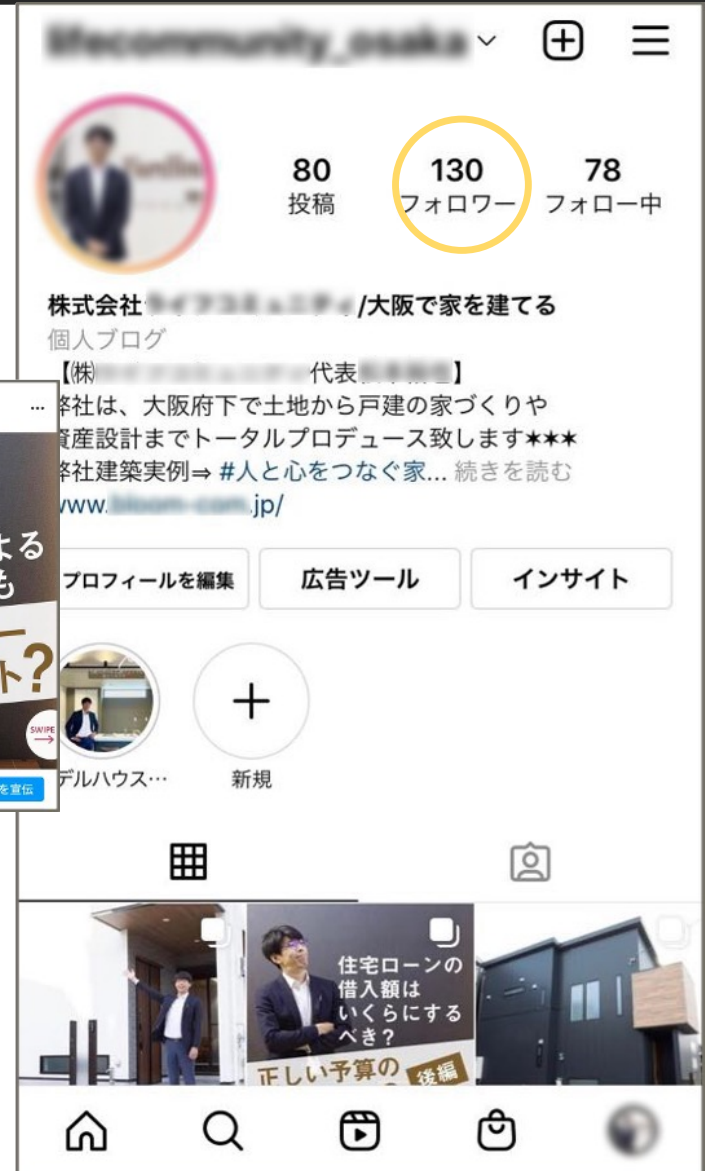 80
130
78
投稿
フォロワー
フォロー中
株式会社 /大阪で家を建てる
個人ブログ
【㈱ 代表 】
弊社は、大阪府下で土地から戸建の家づくりや
資産設計までトータルプロデュース致します✶✶✶
弊社建築実例⇒ #人と心をつなぐ家... 続きを読む
www. .jp/
プロフィールを編集
広告ツール
インサイト
よる
も
ー
ト?
SWIPE
を宣伝
デルハウス…
新規
住宅ローンの
借入額は
いくらにする
べき?
正しい予算の
後編